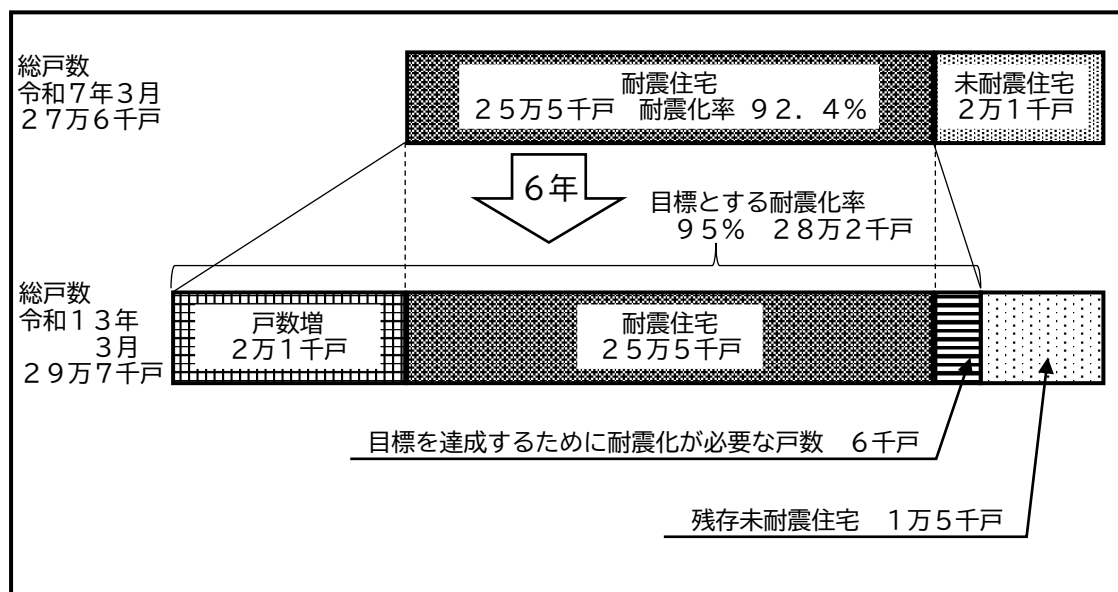 総戸数
令和7年3月
27万6千戸
耐震住宅
25万5千戸 耐震化率 92.4%
未耐震住宅
2万1千戸
6年
目標とする耐震化率
95% 28万2千戸
総戸数
令和13年
3月
29万7千戸
戸数増
2万1千戸
耐震住宅
25万5千戸
目標を達成するために耐震化が必要な戸数 6千戸
残存未耐震住宅 1万5千戸